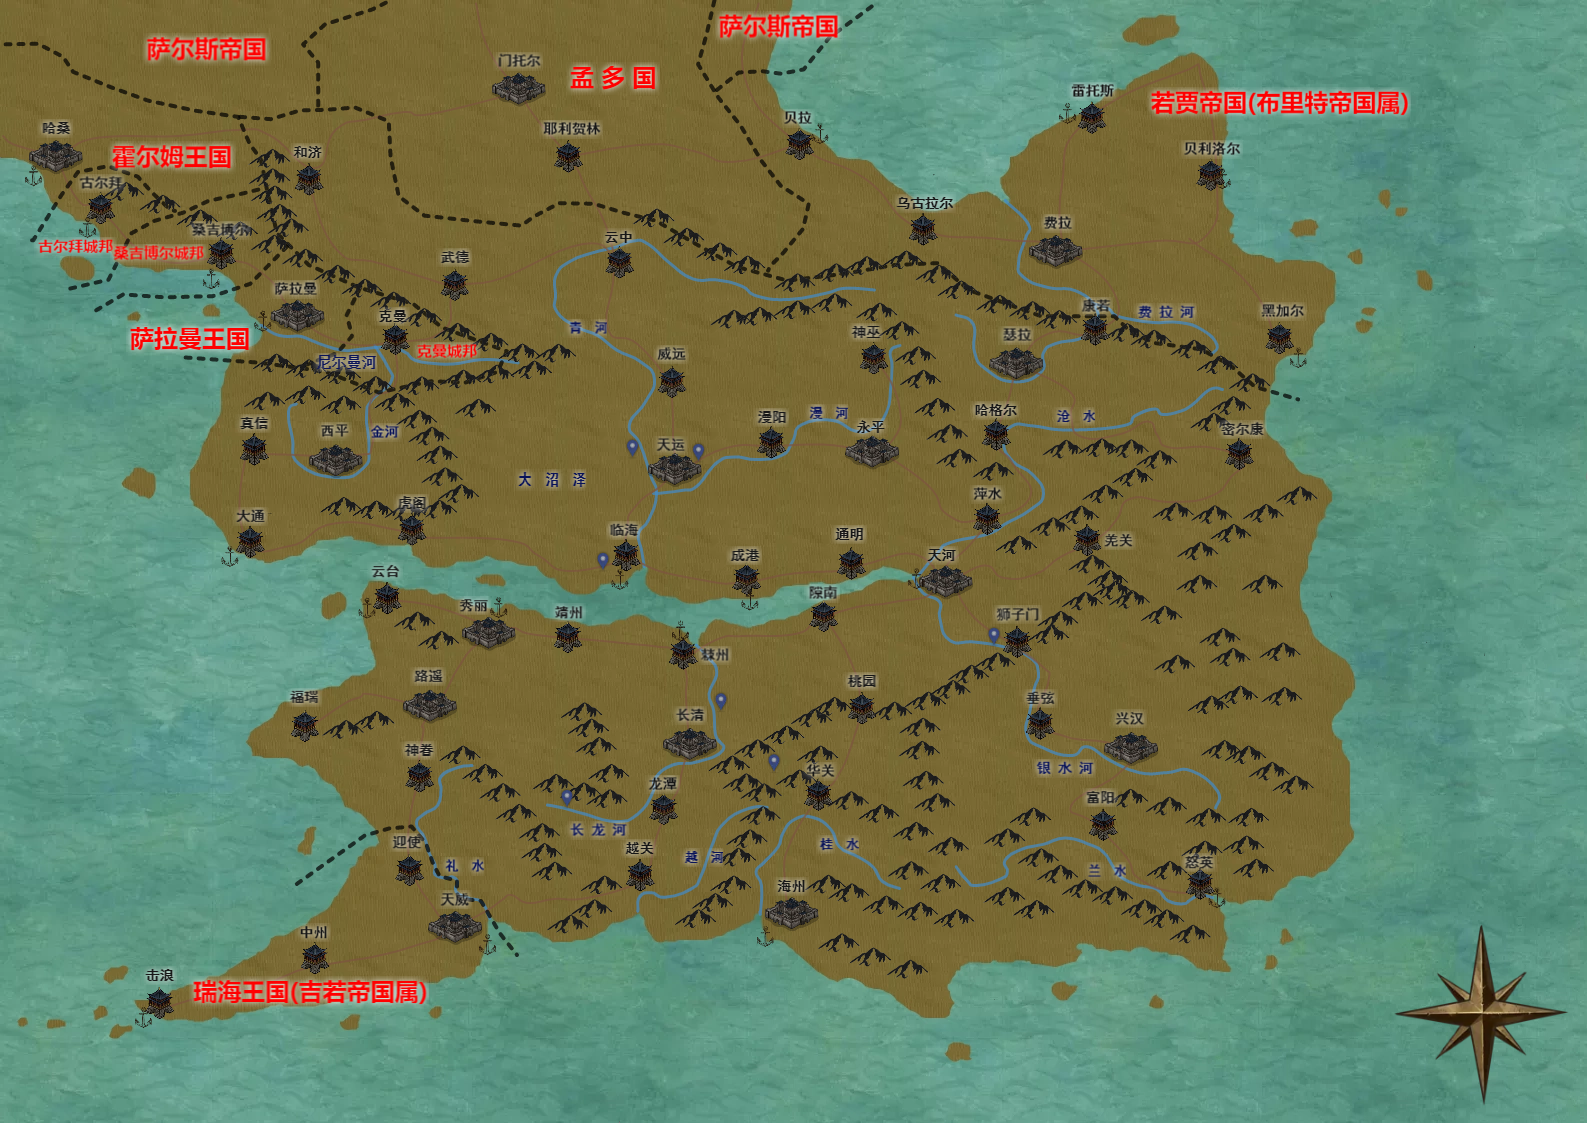 萨尔斯帝国
萨尔斯帝国
孟多国
门托尔
雷托斯
若贾帝国(布里特帝国属)
贝拉
哈桑
耶利贺林
霍尔姆王国
和济
贝利洛尔
古尔拜
乌古拉尔
费拉
桑吉博尔
云中
古尔拜城邦
桑吉博尔城邦
武德
萨拉曼
康若
费拉河
黑加尔
克曼
青河
神巫
瑟拉
萨拉曼王国
克曼城邦
尼尔曼河
威远
漫阳
漫河
哈格尔
沧水
真信
西平
金河
永平
密尔康
天运
大沼泽
萍水
虎阁
大通
临海
通明
羌关
成港
天河
云台
隙南
秀丽
靖州
狮子门
棘州
路遥
桃园
福瑞
垂弦
长清
兴汉
神眷
银水河
华关
龙潭
富阳
长龙河
迎使
越关
越河
桂水
礼水
怒英
兰水
海州
天威
中州
击浪
瑞海王国(吉若帝国属)